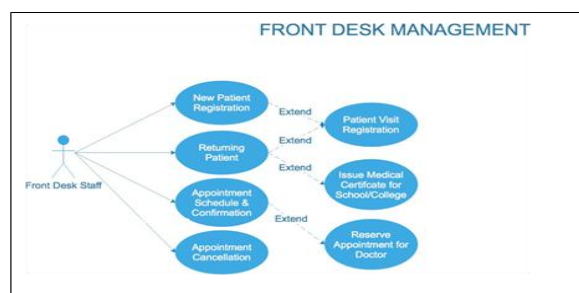 FRONT DESK MANAGEMENT
New Patient
Registration
Extend
Patient Visit
Registration
Extend
Returning
Patient
Extend
Issue Medical
Certifcate for
School/College
Front Desk Staff
Appointment
Schedule &
Confirmation
Extend
Reserve
Appointment for
Doctor
Appointment
Cancellation